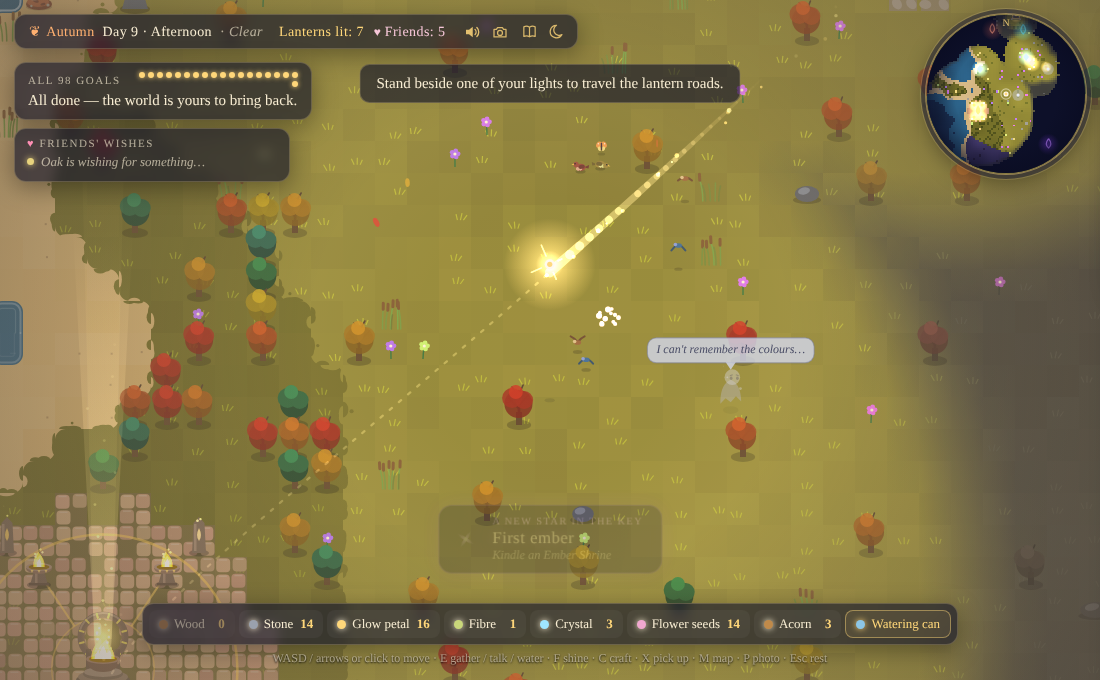 Autumn Day 9 · Afternoon · Clear Lanterns lit: 7 ♥ Friends: 5
N
ALL 98 GOALS
All done — the world is yours to bring back.
Stand beside one of your lights to travel the lantern roads.
♥ FRIENDS' WISHES
Oak is wishing for something…
I can't remember the colours…
NEW STAR IN THE KEY
First ember
Kindle an Ember Shrine
Wood 0 Stone 14 Glow petal 16 Fibre 1 Crystal 3 Flower seeds 14 Acorn 3 Watering can
WASD / arrows or click to move · E gather / talk / water · F shine · C craft · X pick up · M map · P photo · Esc rest